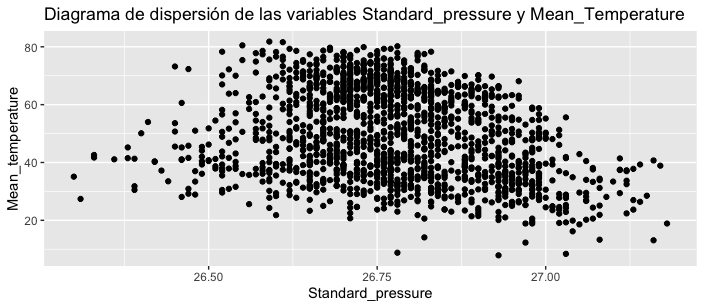 Diagrama de dispersión de las variables Standard_pressure y Mean_Temperature
Mean_temperature
80
60
40
20
26.50
26.75
27.00
Standard_pressure